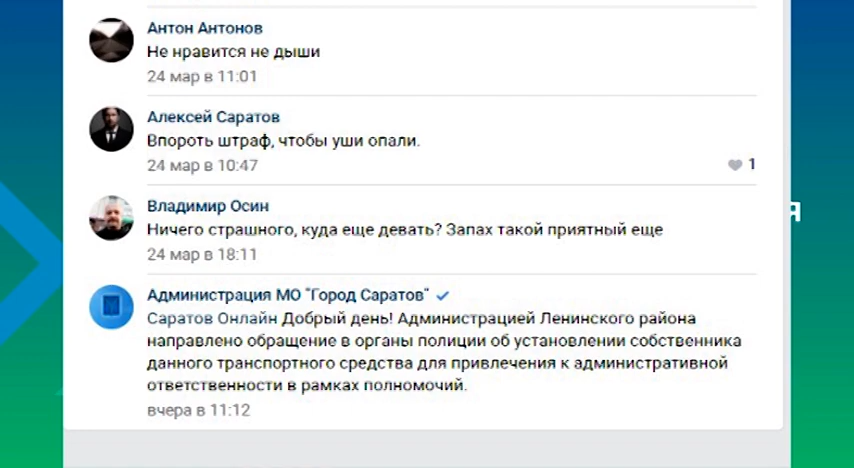 Антон Антонов
Не нравится не дыши
24 мар в 11:01
Алексей Саратов
Впороть штраф, чтобы уши опали.
24 мар в 10:47
1
Владимир Осин
Ничего страшного, куда еще девать? Запах такой приятный еще
24 мар в 18:11
Администрация МО "Город Саратов"
Саратов Онлайн Добрый день! Администрацией Ленинского района
направлено обращение в органы полиции об установлении собственника
данного транспортного средства для привлечения к административной
ответственности в рамках полномочий.
вчера в 11:12
я